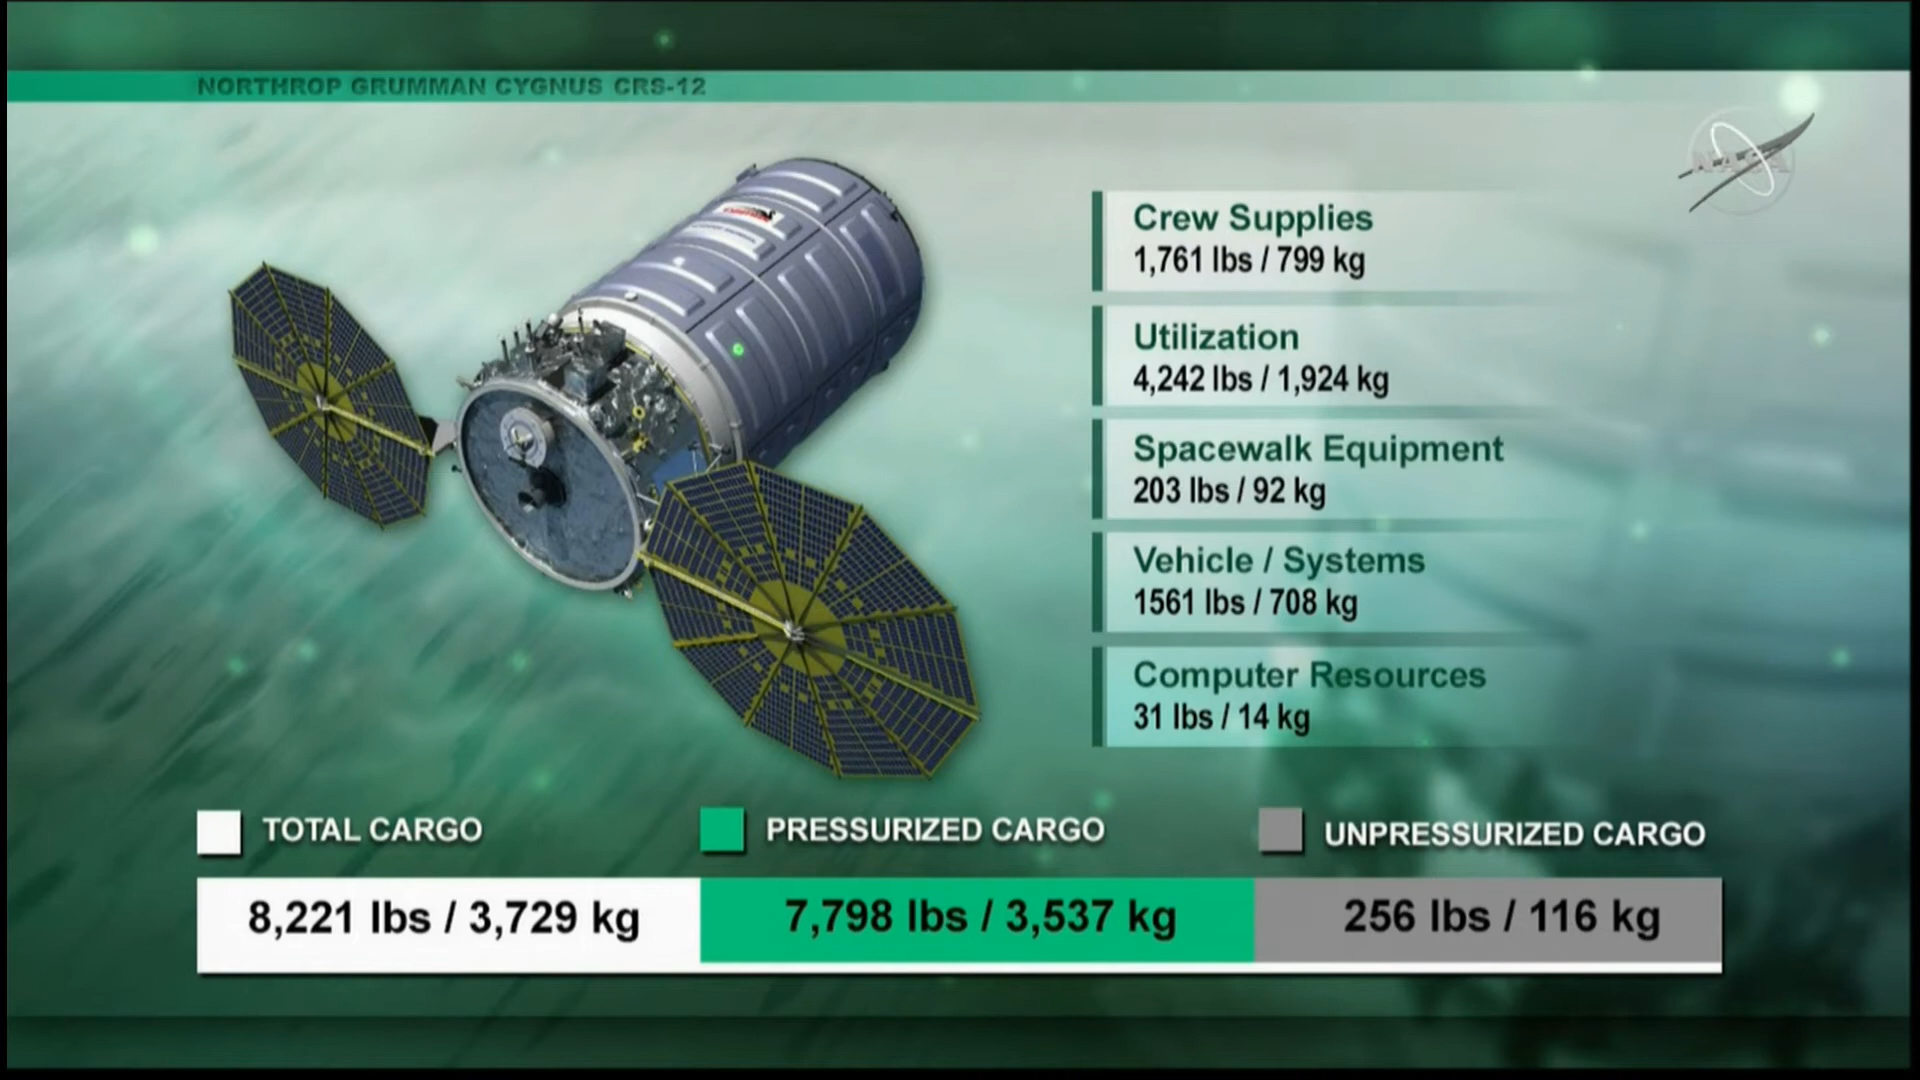 NORTHROP GRUMMAN CYGNUS CRS-12
NASA
Crew Supplies
1,761 lbs / 799 kg
Utilization
4,242 lbs / 1,924 kg
Spacewalk Equipment
203 lbs / 92 kg
Vehicle / Systems
1561 lbs / 708 kg
Computer Resources
31 lbs / 14 kg
TOTAL CARGO
PRESSURIZED CARGO
UNPRESSURIZED CARGO
8,221 lbs / 3,729 kg
7,798 lbs / 3,537 kg
256 lbs / 116 kg